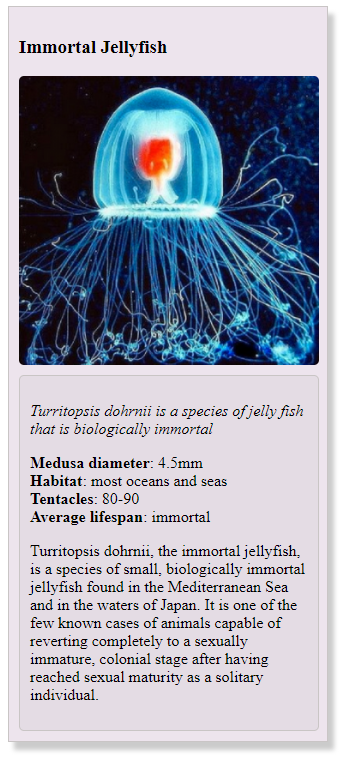 Immortal Jellyfish
Turritopsis dohrnii is a species of jelly fish
that is biologically immortal
Medusa diameter: 4.5mm
Habitat: most oceans and seas
Tentacles: 80-90
Average lifespan: immortal
Turritopsis dohrnii, the immortal jellyfish,
is a species of small, biologically immortal
jellyfish found in the Mediterranean Sea
and in the waters of Japan. It is one of the
few known cases of animals capable of
reverting completely to a sexually
immature, colonial stage after having
reached sexual maturity as a solitary
individual.